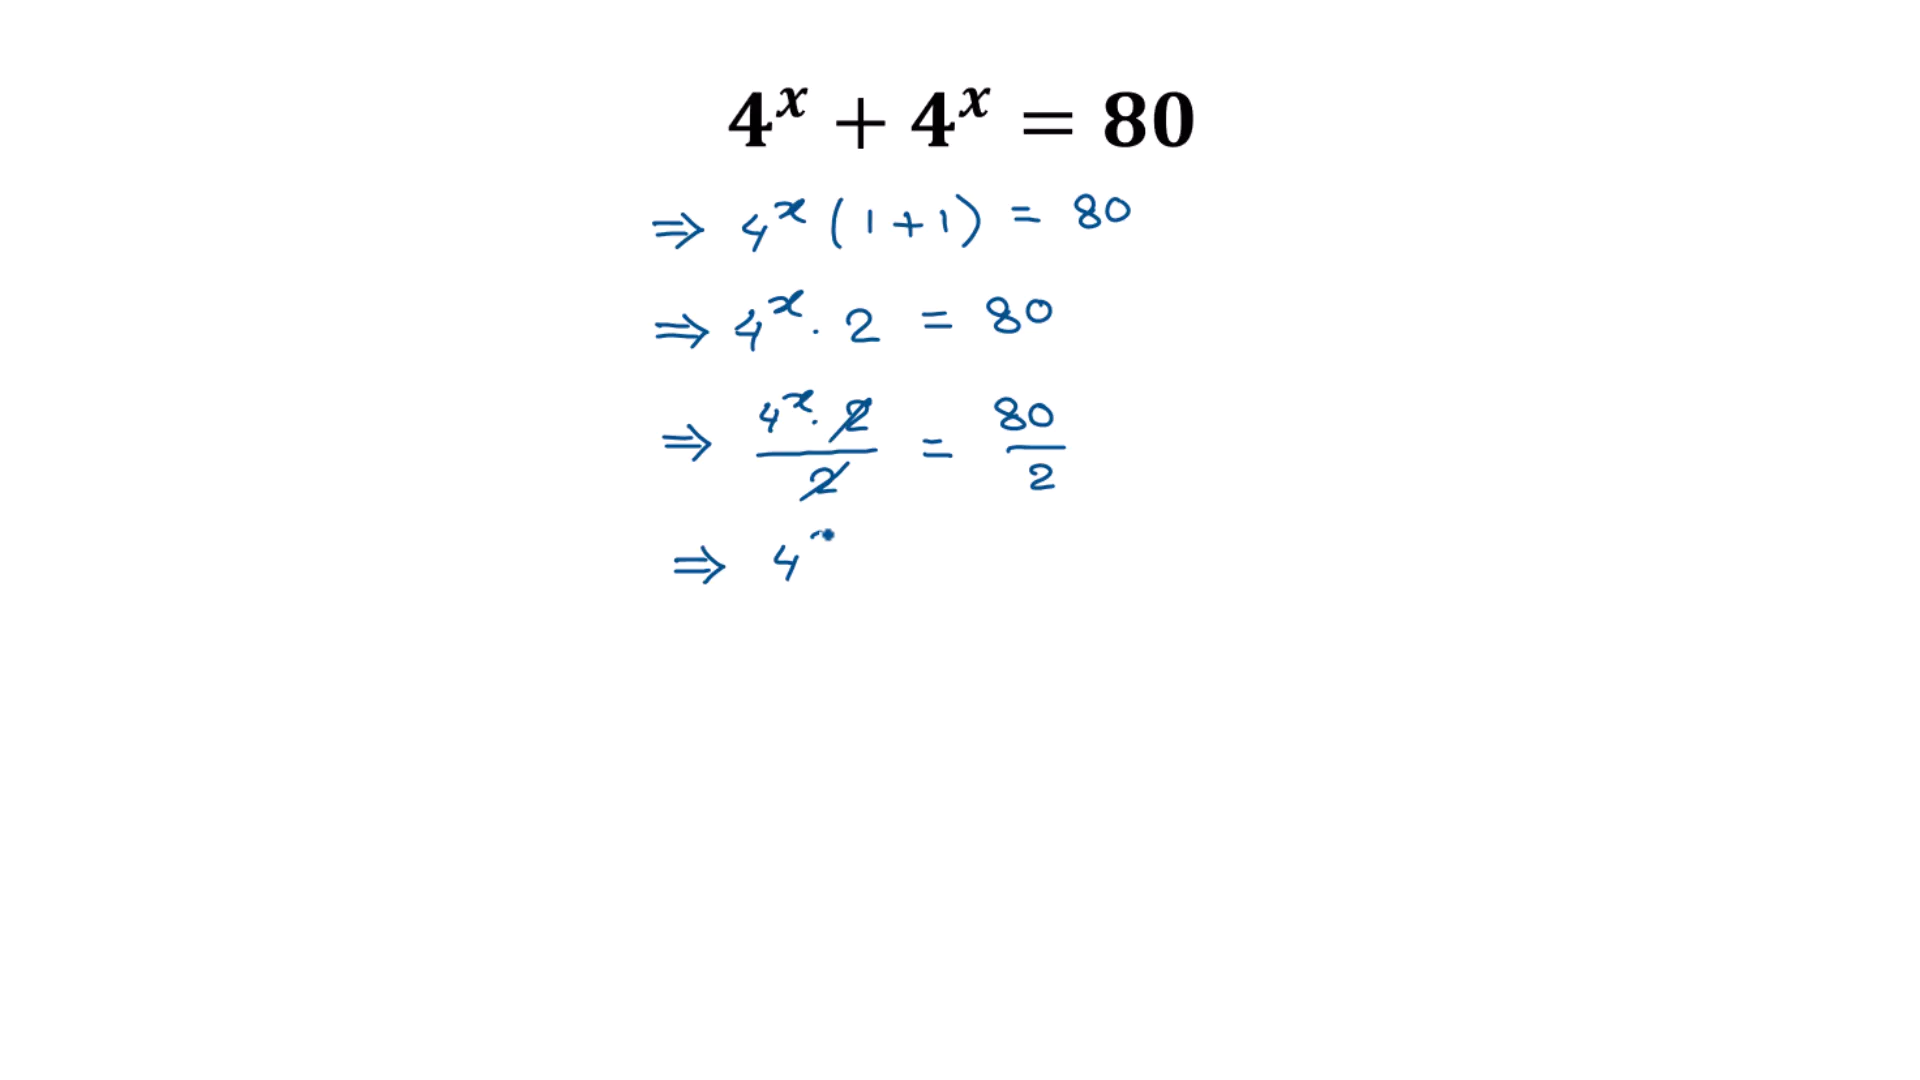 4^x + 4^x = 80
⇒ 4^x (1+1) = 80
⇒ 4^x . 2 = 80
⇒ 4^x . 2 / 2 = 80 / 2
⇒ 4